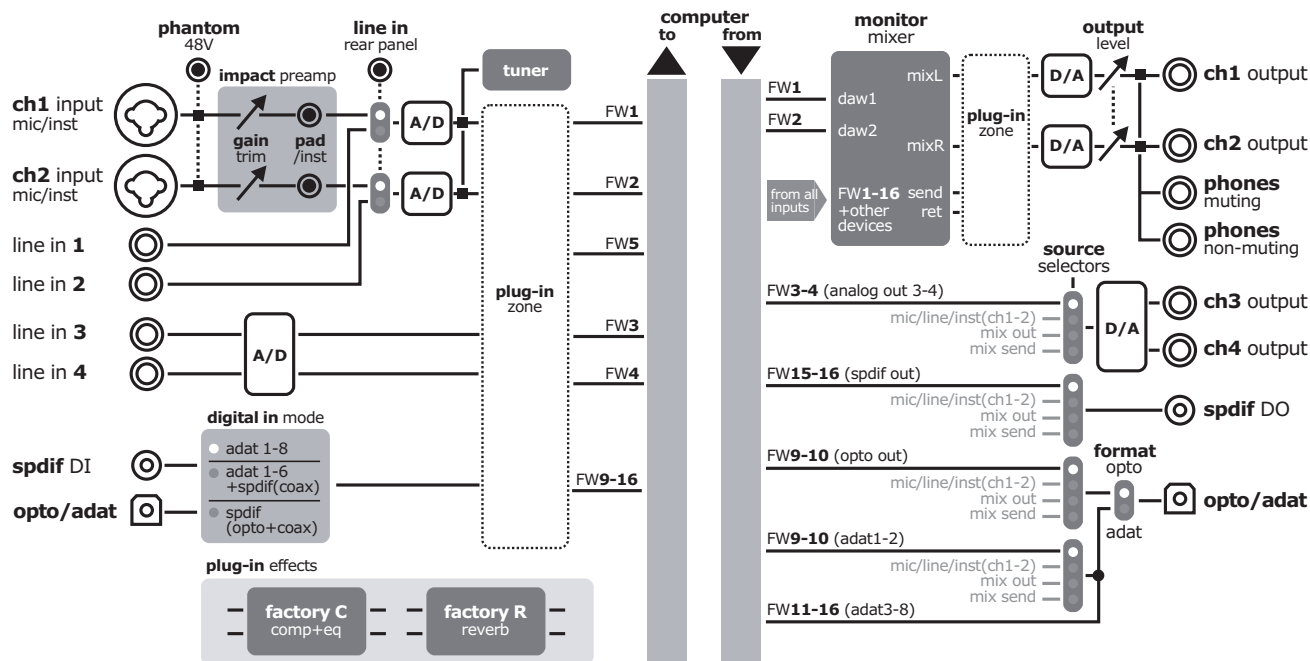 phantom
48V
line in
rear panel
impact preamp
tuner
ch1 input
mic/inst
gain
trim
pad
/inst
A/D
ch2 input
mic/inst
A/D
line in 1
line in 2
line in 3
line in 4
A/D
plug-in
zone
FW1
FW2
FW5
FW3
FW4
FW9-16
digital in mode
adat 1-8
adat 1-6
+spdif(coax)
spdif
(opto+coax)
spdif DI
opto/adat
plug-in effects
factory C
comp+eq
factory R
reverb
computer
to
from
monitor
mixer
FW1
daw1
FW2
daw2
mixL
mixR
from all
inputs
FW1-16 send
+other ret
devices
plug-in
zone
D/A
D/A
output
level
ch1 output
ch2 output
phones
muting
phones
non-muting
source
selectors
FW3-4 (analog out 3-4)
mic/line/inst(ch1-2)
mix out
mix send
D/A
ch3 output
ch4 output
FW15-16 (spdif out)
mic/line/inst(ch1-2)
mix out
mix send
spdif DO
FW9-10 (opto out)
mic/line/inst(ch1-2)
mix out
mix send
format
opto
adat
opto/adat
FW9-10 (adat1-2)
mic/line/inst(ch1-2)
mix out
mix send
FW11-16 (adat3-8)